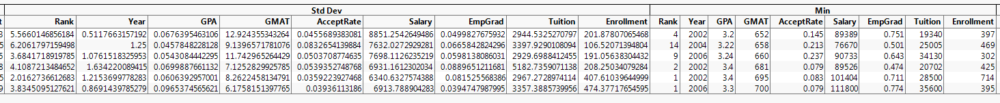 Std Dev Min
t Rank Year GPA GMAT AcceptRate Salary EmpGrad Tuition Enrollment Rank Year GPA GMAT AcceptRate Salary EmpGrad Tuition Enrollment
3 5.5660146856184 0.5117663157192 0.0676395463106 12.924355343264 0.0455689383081 8851.2542649486 0.0499827675932 2944.5325270797 201.87807065468 4 2002 3.2 652 0.145 89389 0.751 19340 397
5 6.2061797159498 1.25 0.0457848228128 9.1396571781076 0.0832654139884 7632.0272929281 0.0665842824296 3397.9290108094 106.52071394804 14 2004 3.22 658 0.213 76670 0.501 25005 469
5 3.6841718919785 1.0761518325953 0.0543084442295 11.742965264429 0.0503708774635 7698.1126235219 0.0598138086031 2929.6988412455 191.05638304432 9 2006 3.24 660 0.237 90733 0.643 34130 302
8 4.1087213484652 1.634220089415 0.0699887661132 7.1252829925785 0.0539352748768 6931.1612302034 0.0889651211681 5182.7359071138 208.25034079284 2 2002 3.4 681 0.079 89526 0.474 20702 425
5 2.0162736612683 1.2153699778283 0.0606392957001 8.2622458134791 0.0359223927468 6340.6327574388 0.081525568386 2967.2728974114 407.61039644999 1 2002 3.4 695 0.083 101404 0.711 28500 714
9 3.8345095127621 0.8691439785279 0.0965374565621 6.1758151397765 0.03936113186 6913.788904283 0.0394747987995 3357.3885739956 474.37717654595 1 2006 3.3 700 0.079 111800 0.774 35600 395